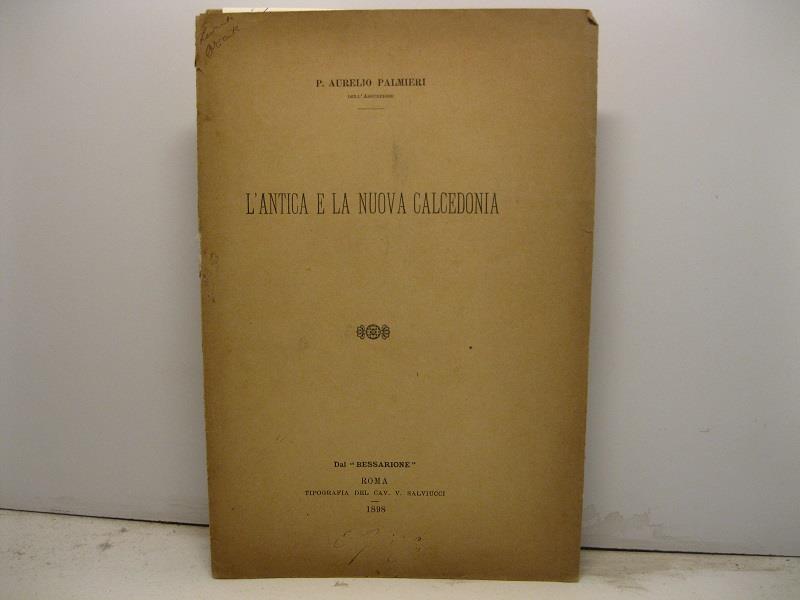 P. AURELIO PALMIERI
DELL'ASSUNZIONE
L'ANTICA E LA NUOVA CALCEDONIA
Dal "BESSARIONE"
ROMA
TIPOGRAFIA DEL CAV. V. SALVIUCCI
1898